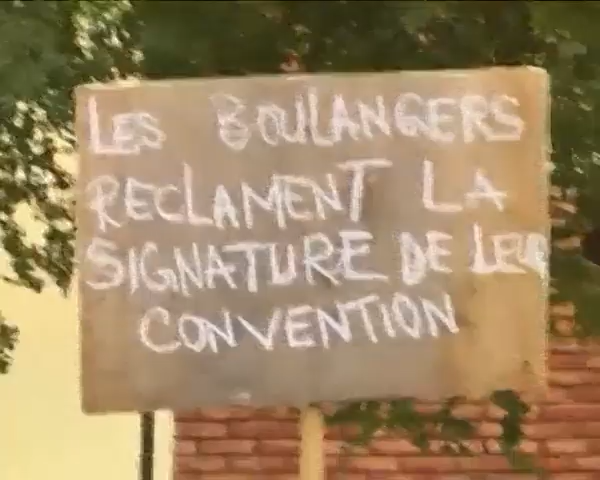 LES BOULANGERS
RECLAMENT LA
SIGNATURE DE LEUR
CONVENTION